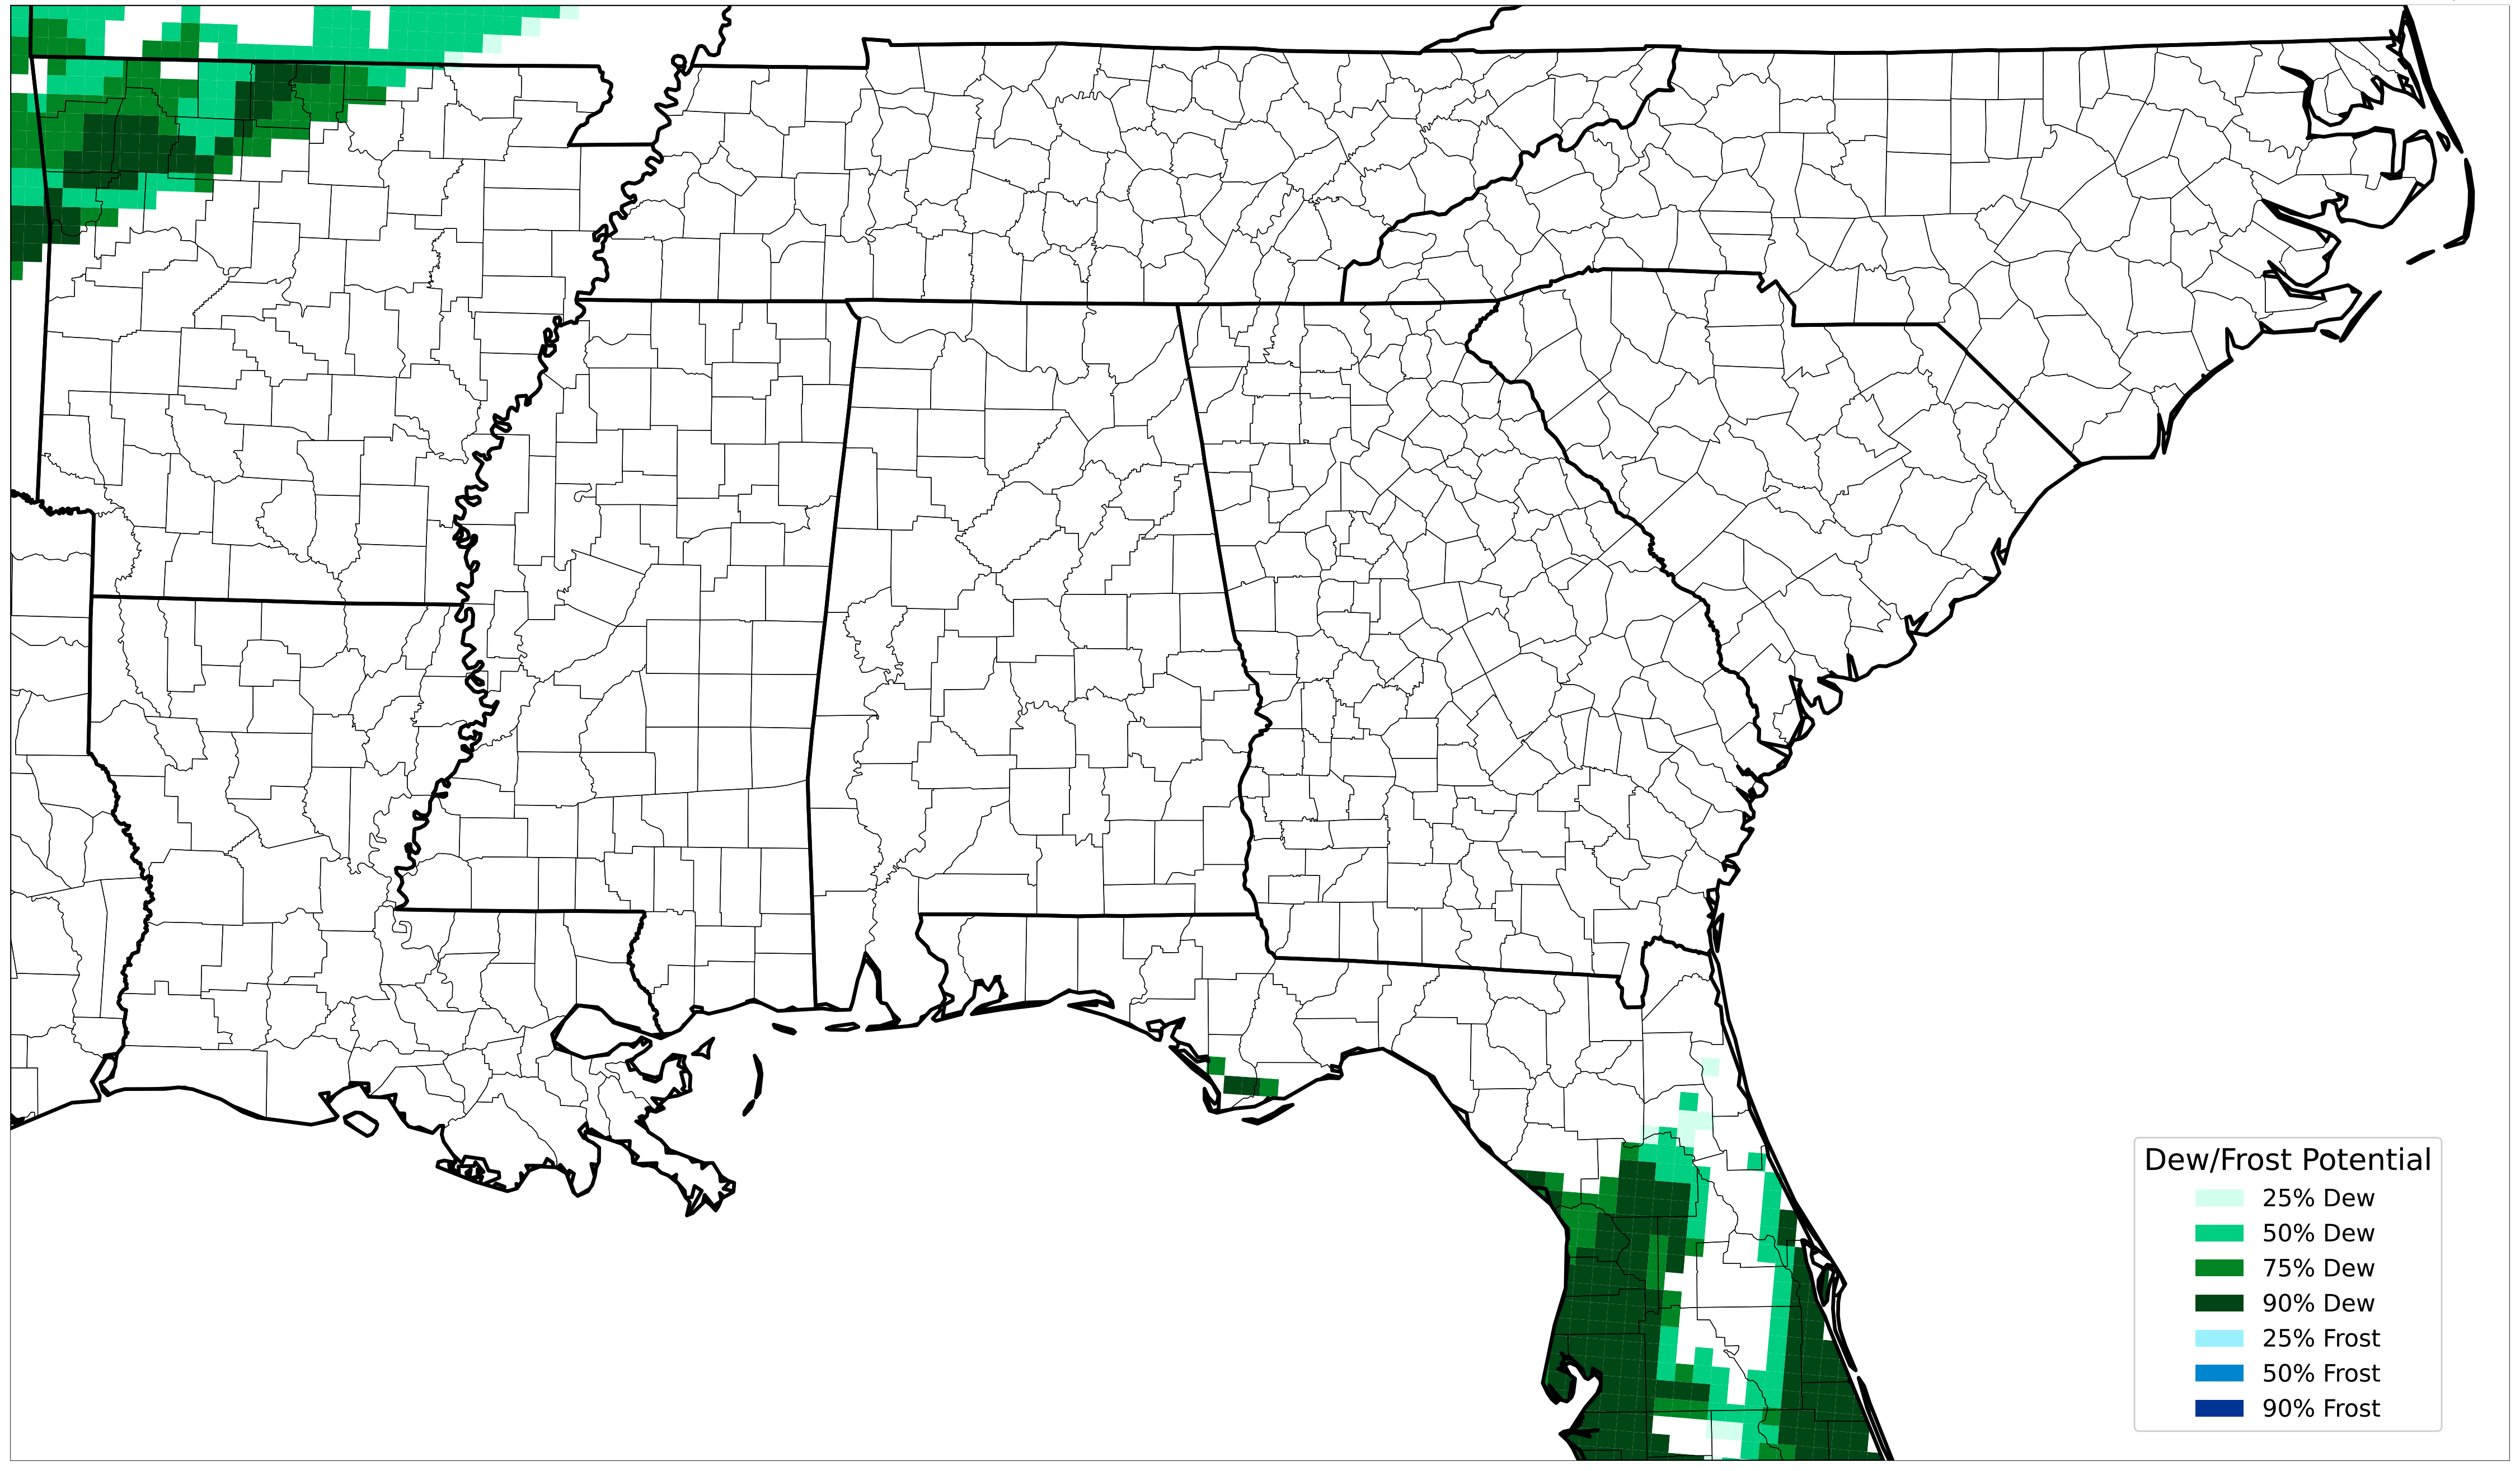 Dew/Frost Potential
25% Dew
50% Dew
75% Dew
90% Dew
25% Frost
50% Frost
90% Frost